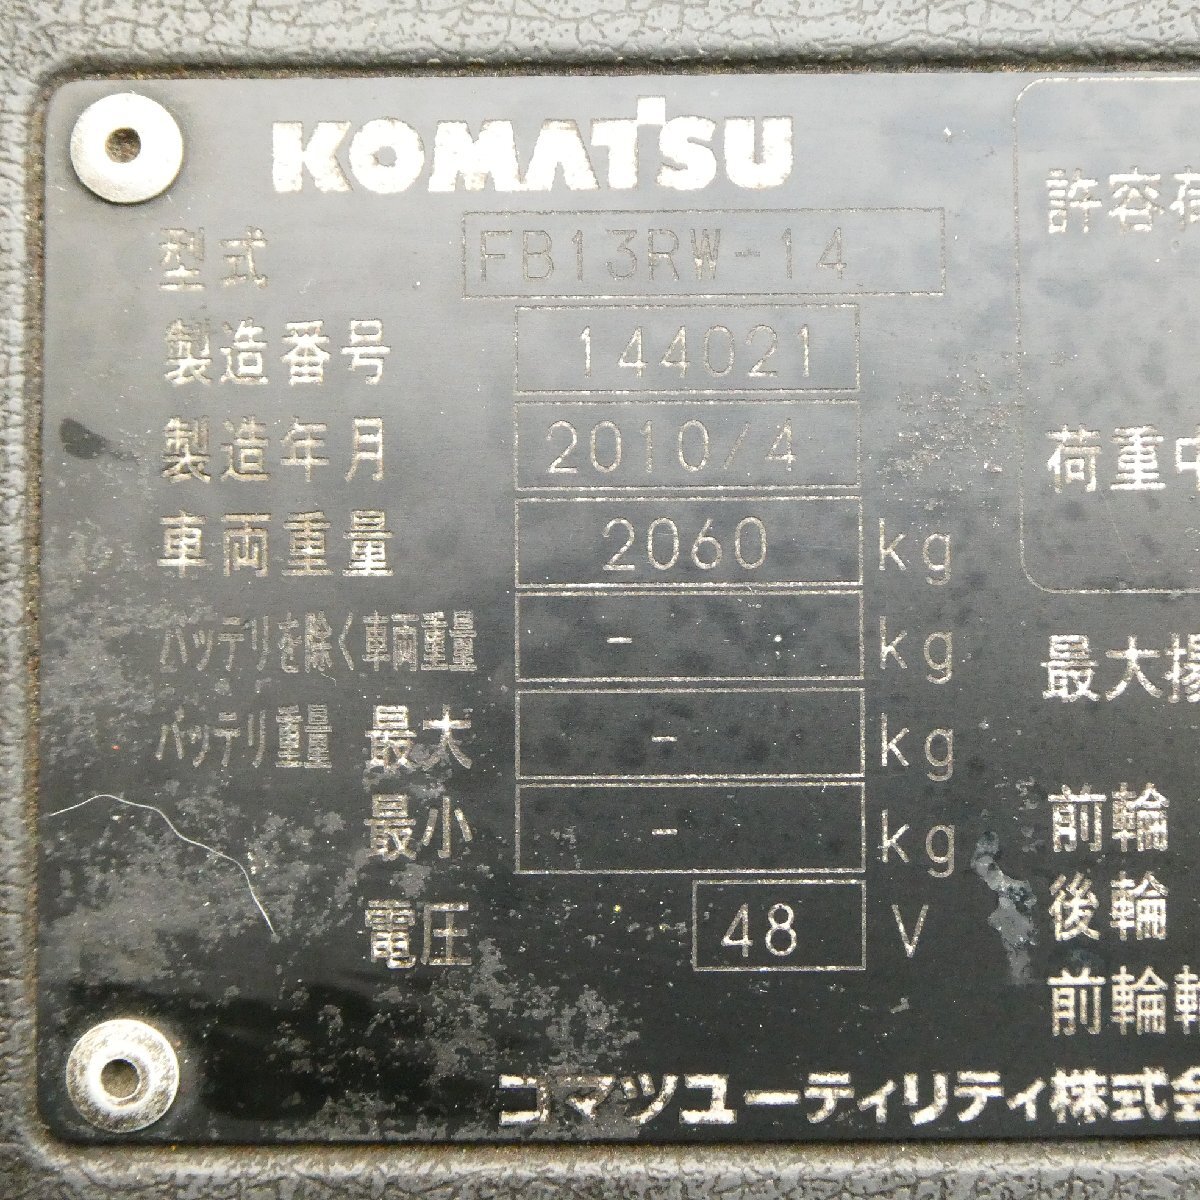 KOMATSU
型式 FB13RW-14
製造番号 144021
製造年月 2010/4
車両重量 2060 kg
バッテリを除く車両重量 - kg
バッテリ重量 最大 - kg
最小 - kg
電圧 48 V
コマツユーティリティ株式会
許容荷
荷重中
最大揚
前輪
後輪
前輪